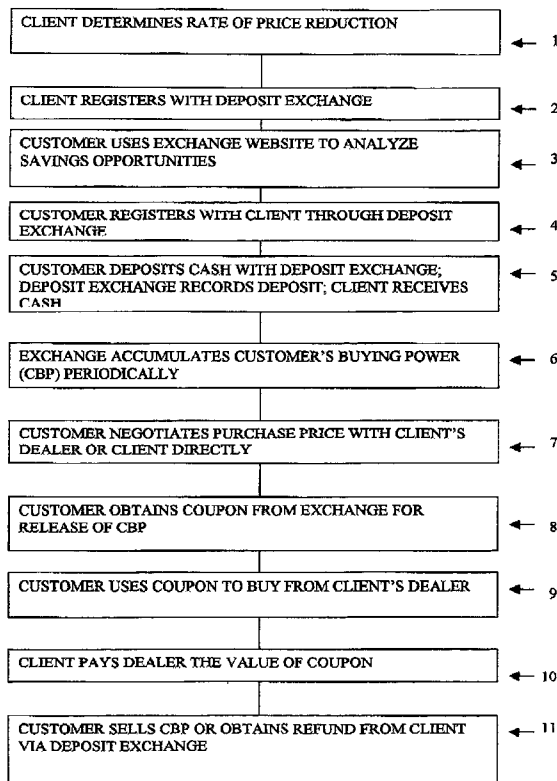 CLIENT DETERMINES RATE OF PRICE REDUCTION
1
CLIENT REGISTERS WITH DEPOSIT EXCHANGE
2
CUSTOMER USES EXCHANGE WEBSITE TO ANALYZE
SAVINGS OPPORTUNITIES
3
CUSTOMER REGISTERS WITH CLIENT THROUGH DEPOSIT
EXCHANGE
4
CUSTOMER DEPOSITS CASH WITH DEPOSIT EXCHANGE;
DEPOSIT EXCHANGE RECORDS DEPOSIT; CLIENT RECEIVES
CASH
5
EXCHANGE ACCUMULATES CUSTOMER'S BUYING POWER
(CBP) PERIODICALLY
6
CUSTOMER NEGOTIATES PURCHASE PRICE WITH CLIENT'S
DEALER OR CLIENT DIRECTLY
7
CUSTOMER OBTAINS COUPON FROM EXCHANGE FOR
RELEASE OF CBP
8
CUSTOMER USES COUPON TO BUY FROM CLIENT'S DEALER
9
CLIENT PAYS DEALER THE VALUE OF COUPON
10
CUSTOMER SELLS CBP OR OBTAINS REFUND FROM CLIENT
VIA DEPOSIT EXCHANGE
11